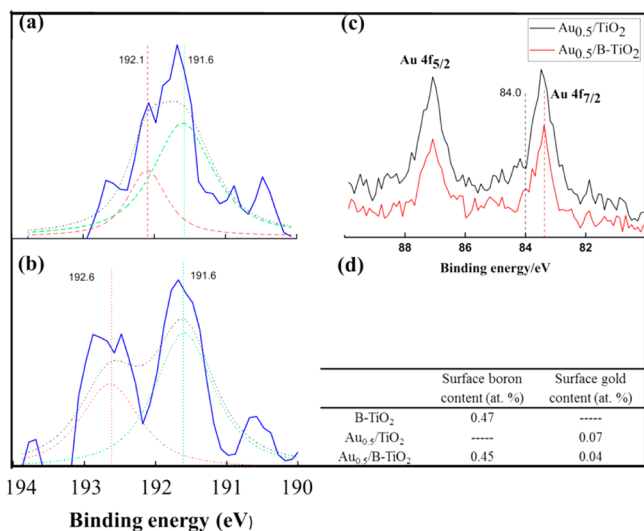 (a)
192.1
191.6
(b)
192.6
191.6
194 193 192 191 190
Binding energy (eV)
(c)
Au₀.₅/TiO₂
Au₀.₅/B-TiO₂
Au 4f₅/₂
84.0
Au 4f₇/₂
88 86 84 82
Binding energy/eV
(d)
Surface boron content (at. %) Surface gold content (at. %)
B-TiO₂ 0.47 -----
Au₀.₅/TiO₂ ----- 0.07
Au₀.₅/B-TiO₂ 0.45 0.04